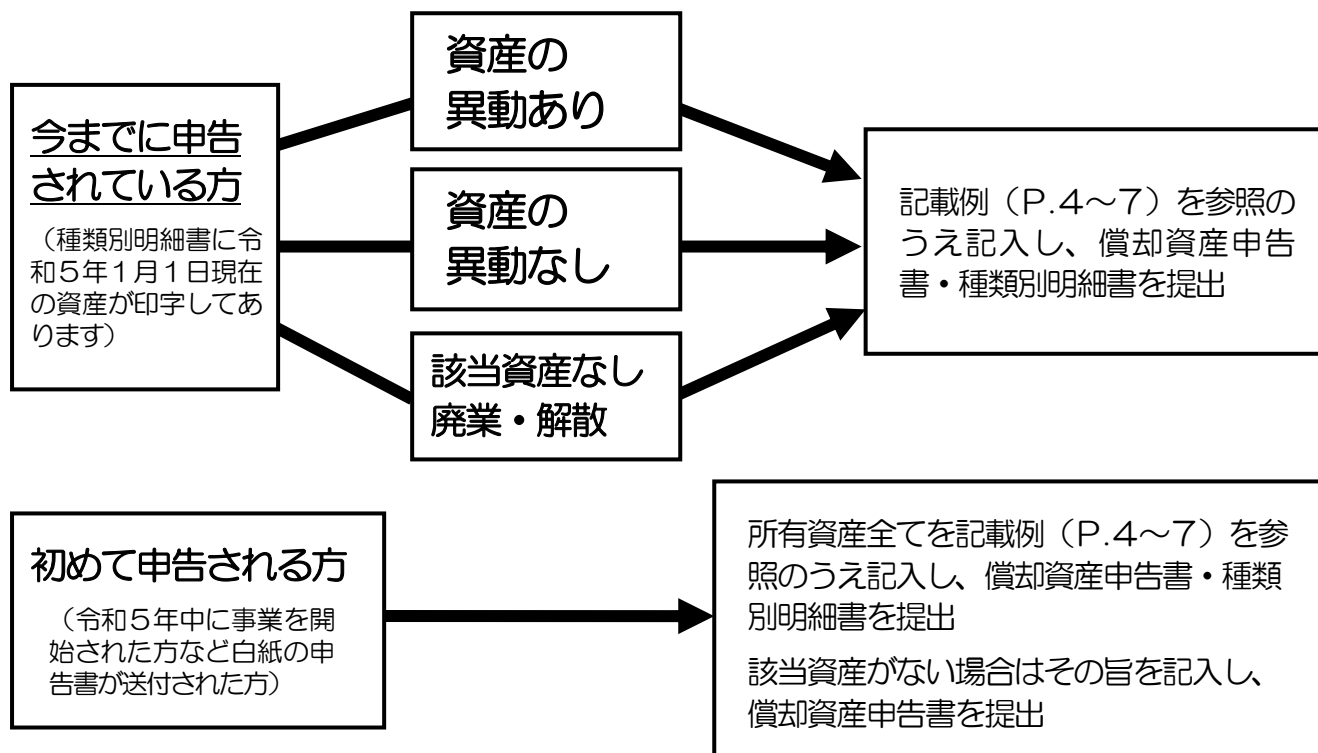 今までに申告
されている方
（種類別明細書に令
和５年１月１日現在
の資産が印字してあ
ります）
資産の
異動あり
資産の
異動なし
該当資産なし
廃業・解散
記載例（P.４～７）を参照の
うえ記入し、償却資産申告
書・種類別明細書を提出
初めて申告される方
（令和５年中に事業を開
始された方など白紙の申
告書が送付された方）
所有資産全てを記載例（P.４～７）を参
照のうえ記入し、償却資産申告書・種類
別明細書を提出
該当資産がない場合はその旨を記入し、
償却資産申告書を提出